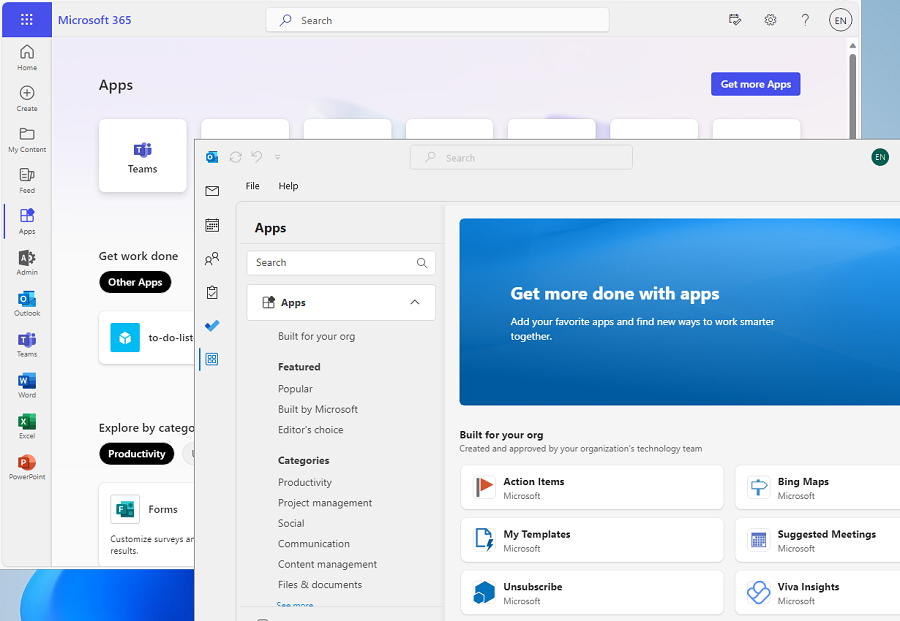 Microsoft 365
Search
EN
Home
Create
My Content
Feed
Apps
Admin
Outlook
Teams
Word
Excel
PowerPoint
Apps
Get more Apps
Teams
Get work done
Other Apps
to-do-list
Explore by catego
Productivity
Forms
Customize surveys an
results.
Search
EN
File Help
Apps
Search
Apps
Built for your org
Featured
Popular
Built by Microsoft
Editor's choice
Categories
Productivity
Project management
Social
Communication
Content management
Files & documents
See more
Get more done with apps
Add your favorite apps and find new ways to work smarter
together.
Built for your org
Created and approved by your organization's technology team
Action Items
Microsoft
Bing Maps
Microsoft
My Templates
Microsoft
Suggested Meetings
Microsoft
Unsubscribe
Microsoft
Viva Insights
Microsoft